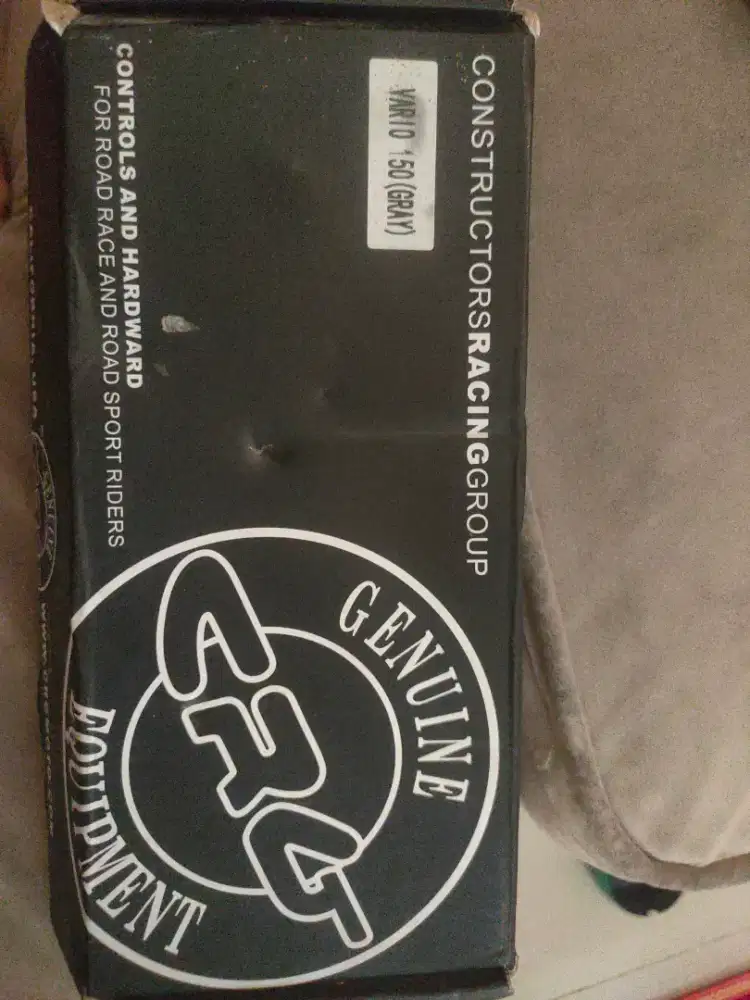 CONSTRUCTORSRACINGGROUP
VARIO 150(GRAY)
CONTROLS AND HARDWARD
FOR ROAD RACE AND ROAD SPORT RIDERS
GENUINE
CRG
EQUIPMENT